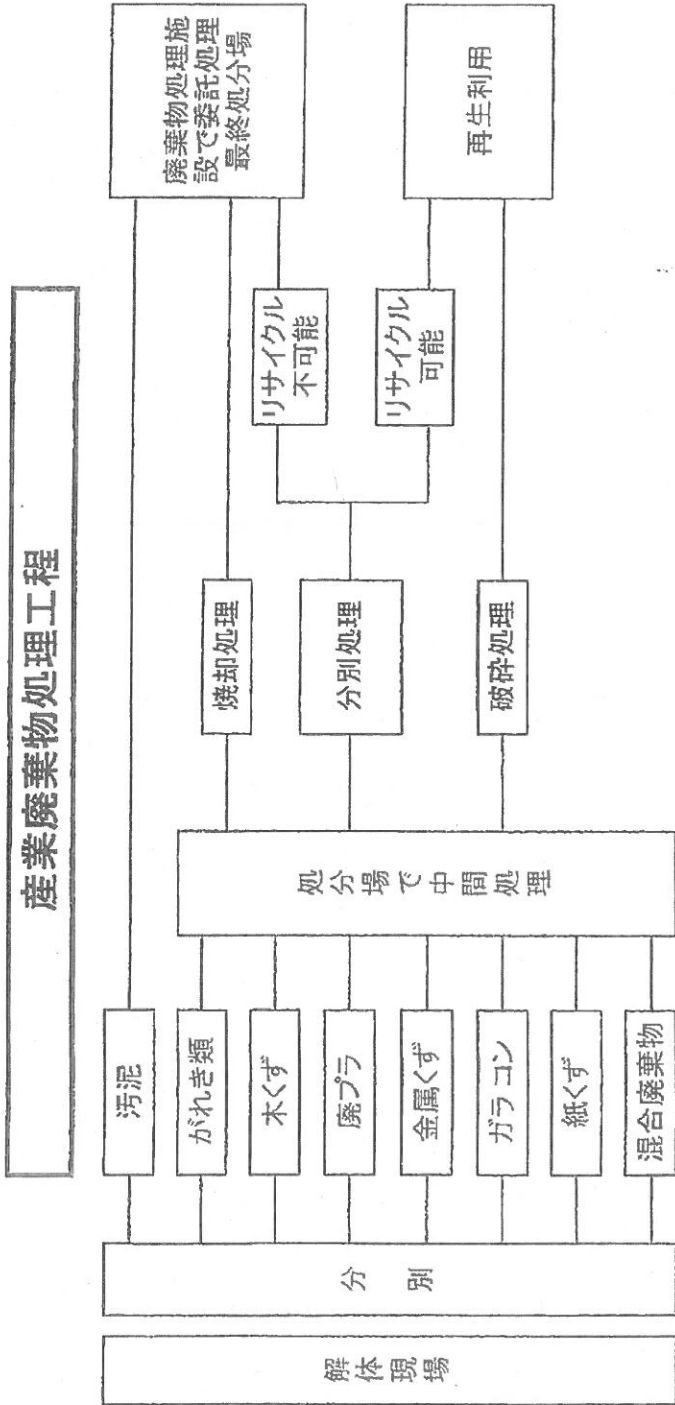 産業廃棄物処理工程
解体現場
分別
汚泥
がれき類
木くず
廃プラ
金属くず
ガラコン
紙くず
混合廃棄物
処分場で中間処理
焼却処理
分別処理
破砕処理
リサイクル
不可能
リサイクル
可能
廃棄物処理施
設で委託処理
最終処分場
再生利用